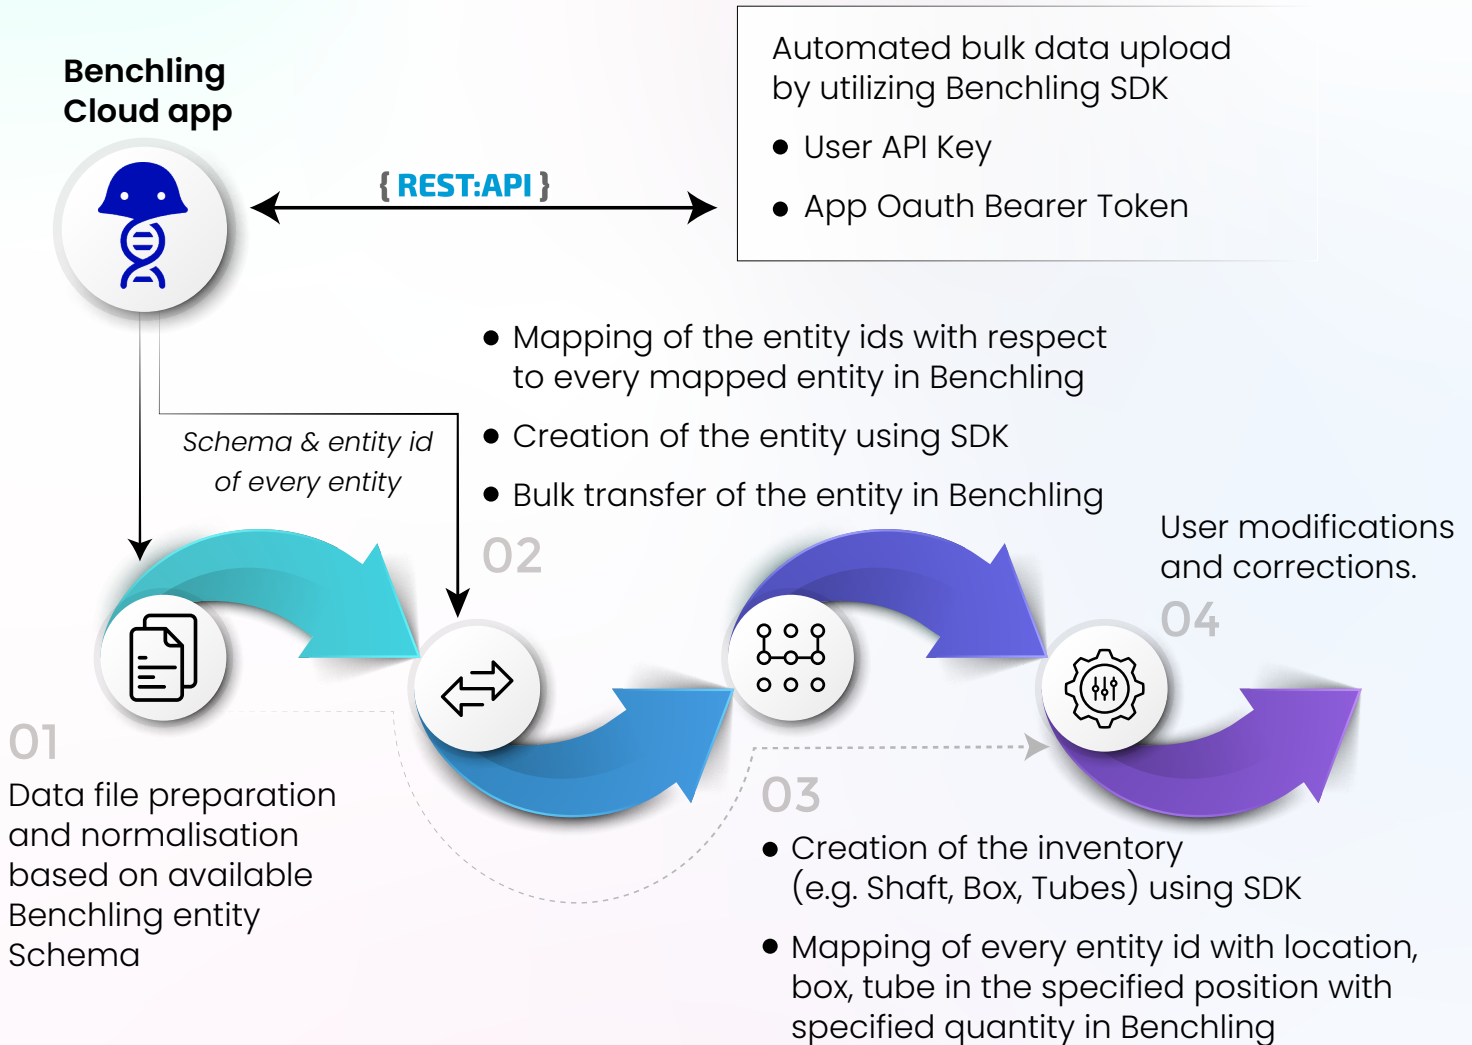 Benchling
Cloud app
{ REST:API }
Automated bulk data upload
by utilizing Benchling SDK
● User API Key
● App Oauth Bearer Token
● Mapping of the entity ids with respect
to every mapped entity in Benchling
● Creation of the entity using SDK
● Bulk transfer of the entity in Benchling
Schema & entity id
of every entity
02
User modifications
and corrections.
04
01
Data file preparation
and normalisation
based on available
Benchling entity
Schema
03
● Creation of the inventory
(e.g. Shaft, Box, Tubes) using SDK
● Mapping of every entity id with location,
box, tube in the specified position with
specified quantity in Benchling